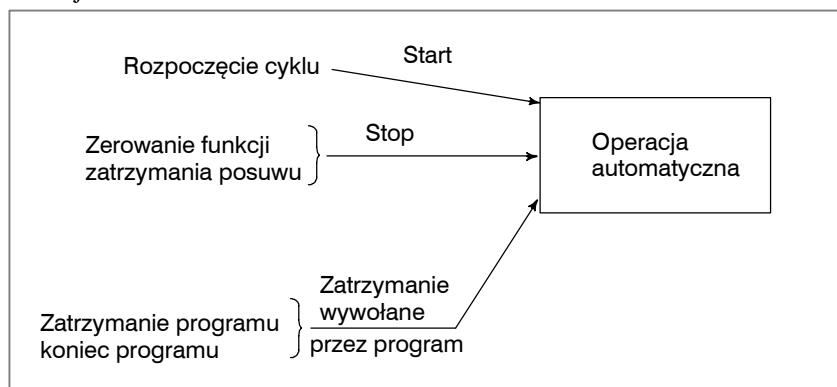 Rozpoczęcie cyklu
Start
Zerowanie funkcji
zatrzymania posuwu
Stop
Operacja
automatyczna
Zatrzymanie programu
koniec programu
Zatrzymanie
wywołane
przez program